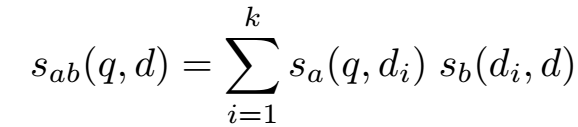 s_{ab}(q, d) = \sum_{i=1}^{k} s_a(q, d_i) \, s_b(d_i, d)